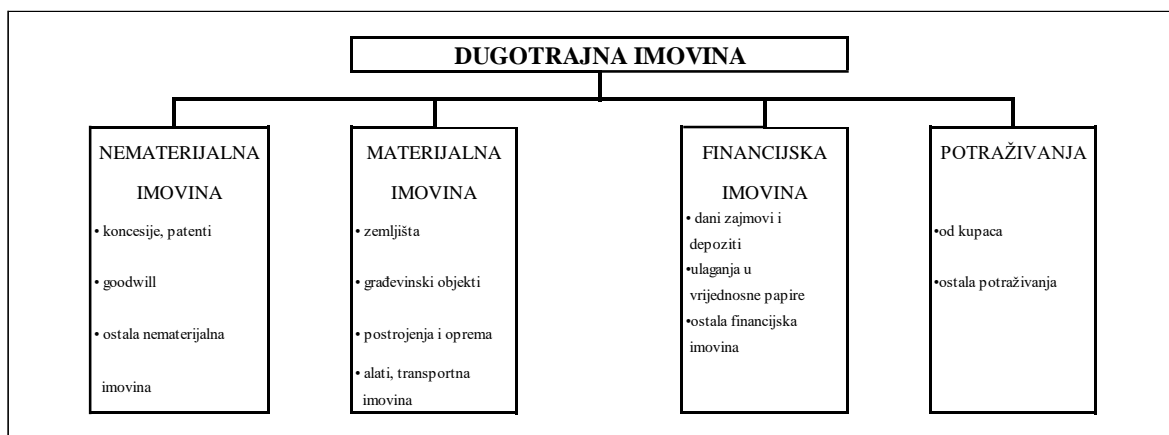 DUGOTRAJNA IMOVINA
NEMATERIJALNA
IMOVINA
• koncesije, patenti
• goodwill
• ostala nematerijalna
imovina
MATERIJALNA
IMOVINA
• zemljišta
• građevinski objekti
• postrojenja i oprema
• alati, transportna
imovina
FINANCIJSKA
IMOVINA
• dani zajmovi i
depoziti
•ulaganja u
vrijednosne papire
•ostala financijska
imovina
POTRAŽIVANJA
•od kupaca
•ostala potraživanja